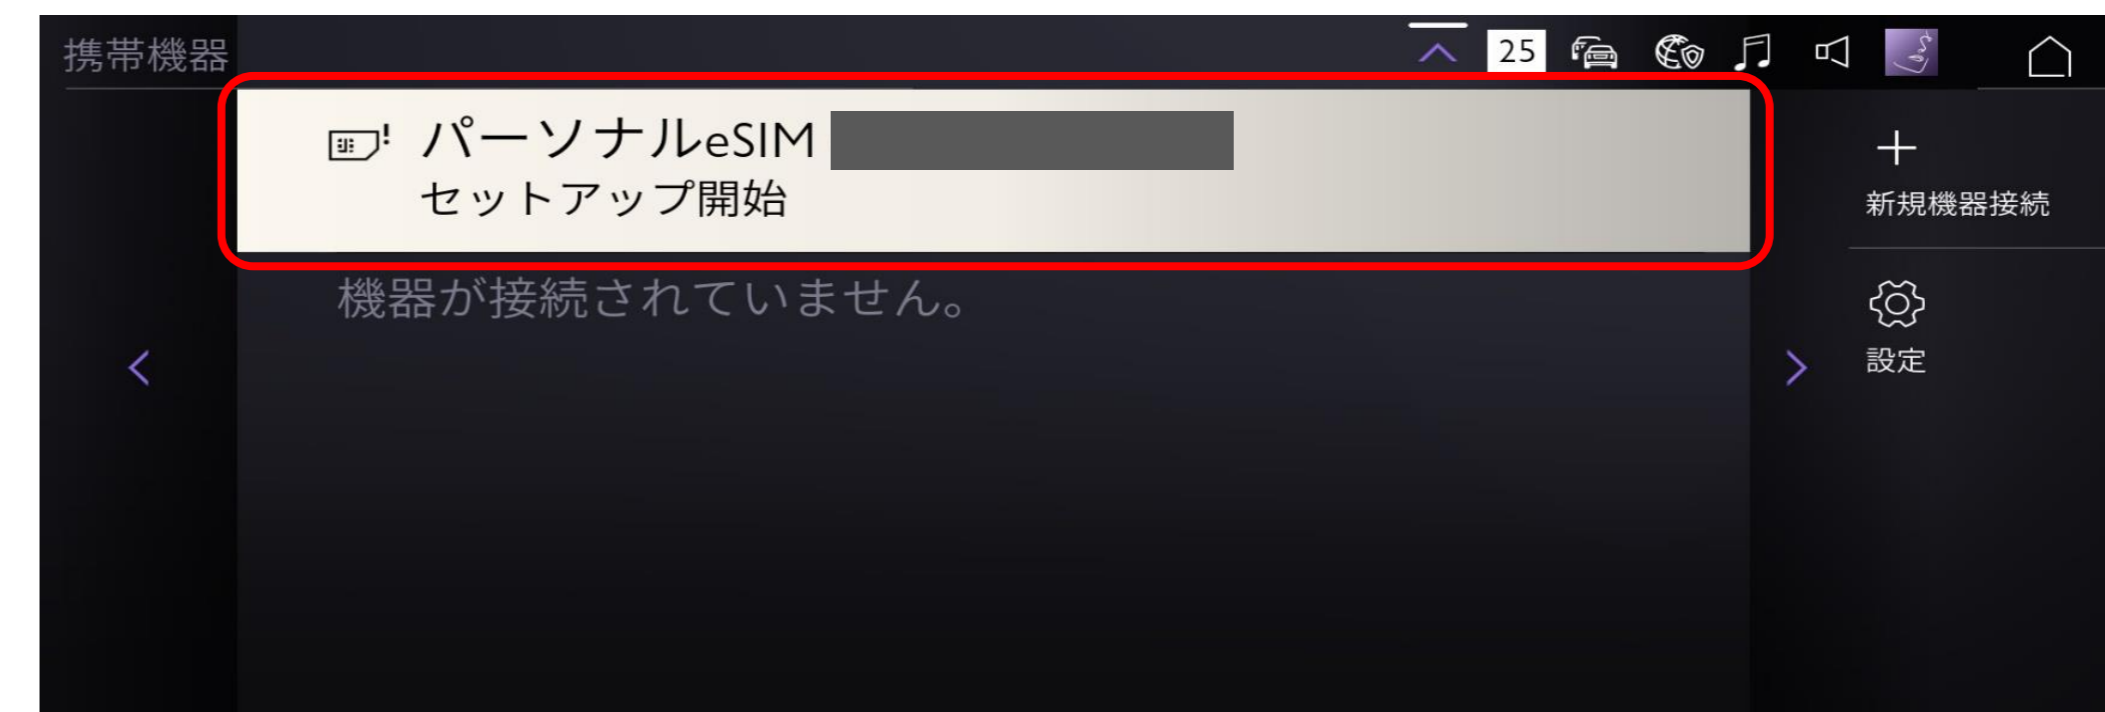 携帯機器
25
パーソナルeSIM
セットアップ開始
機器が接続されていません。
新規機器接続
設定